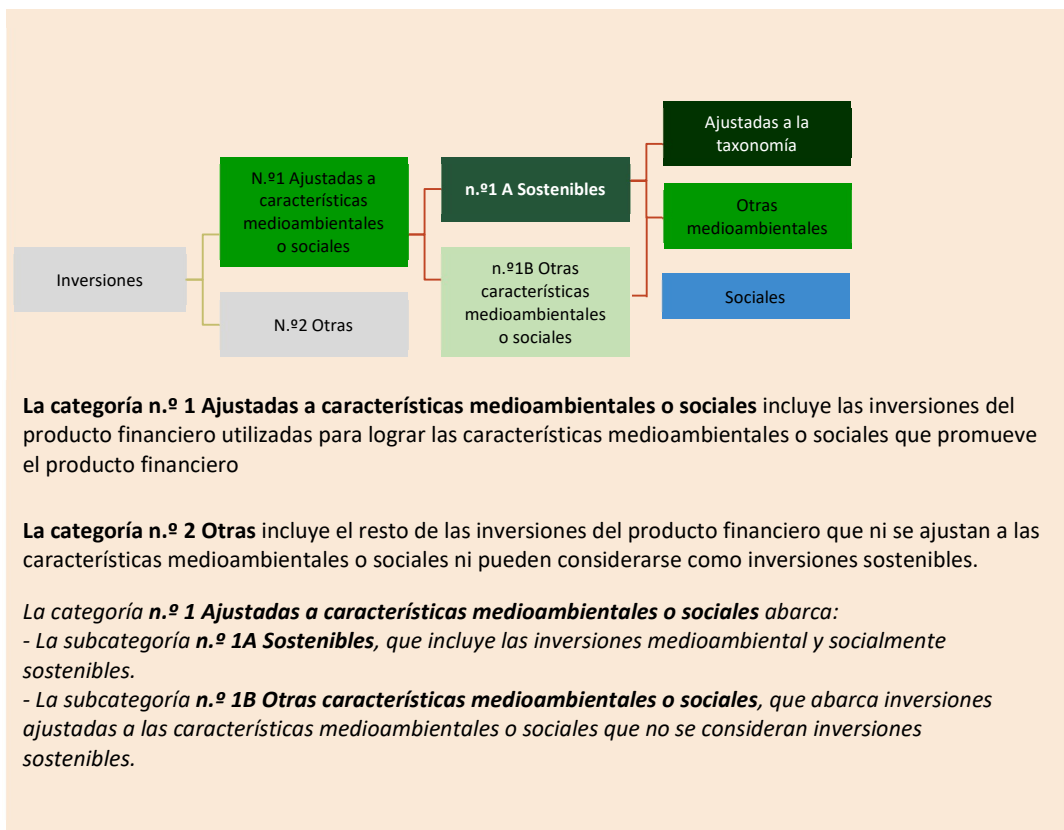 Inversiones
N.º1 Ajustadas a
características
medioambientales
o sociales
N.º2 Otras
n.º1 A Sostenibles
n.º1B Otras
características
medioambientales
o sociales
Ajustadas a la
taxonomía
Otras
medioambientales
Sociales
La categoría n.º 1 Ajustadas a características medioambientales o sociales incluye las inversiones del
producto financiero utilizadas para lograr las características medioambientales o sociales que promueve
el producto financiero
La categoría n.º 2 Otras incluye el resto de las inversiones del producto financiero que ni se ajustan a las
características medioambientales o sociales ni pueden considerarse como inversiones sostenibles.
La categoría n.º 1 Ajustadas a características medioambientales o sociales abarca:
- La subcategoría n.º 1A Sostenibles, que incluye las inversiones medioambiental y socialmente
sostenibles.
- La subcategoría n.º 1B Otras características medioambientales o sociales, que abarca inversiones
ajustadas a las características medioambientales o sociales que no se consideran inversiones
sostenibles.